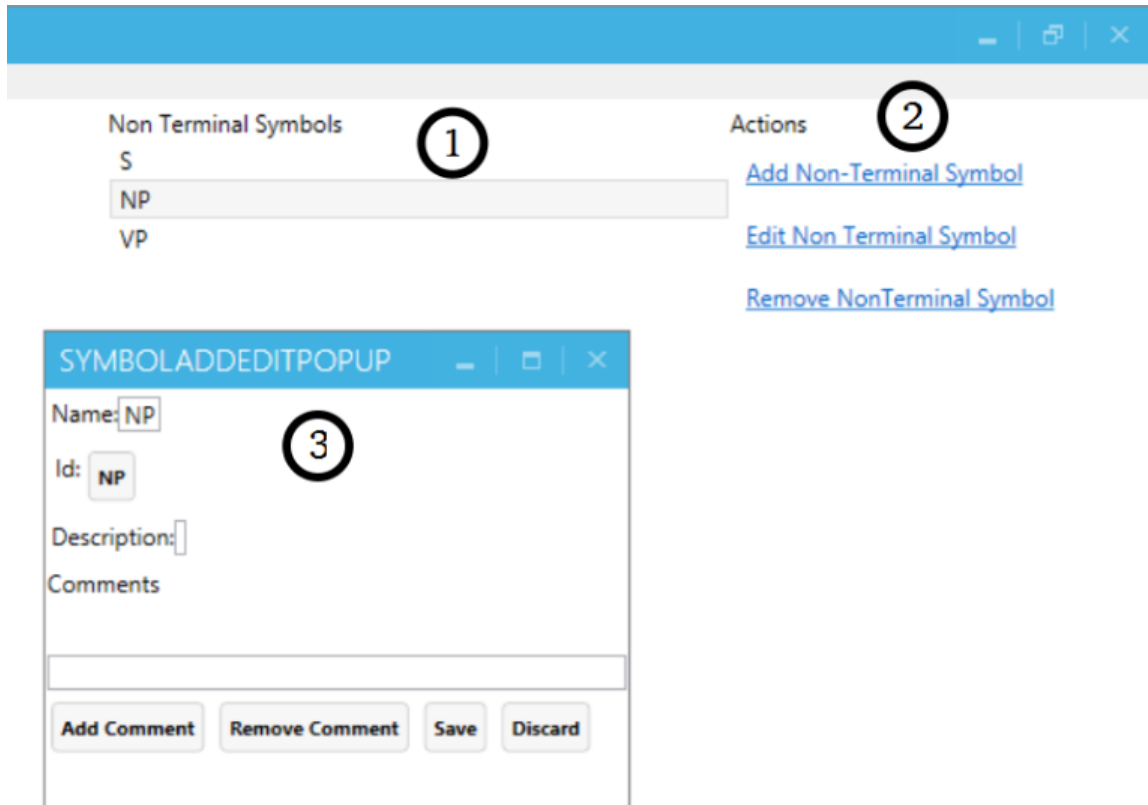 Non Terminal Symbols
1
Actions
2
S
Add Non-Terminal Symbol
NP
VP
Edit Non Terminal Symbol
Remove NonTerminal Symbol
SYMBOLADDEDITPOPUP
Name: NP
3
Id: NP
Description:
Comments
Add Comment Remove Comment Save Discard